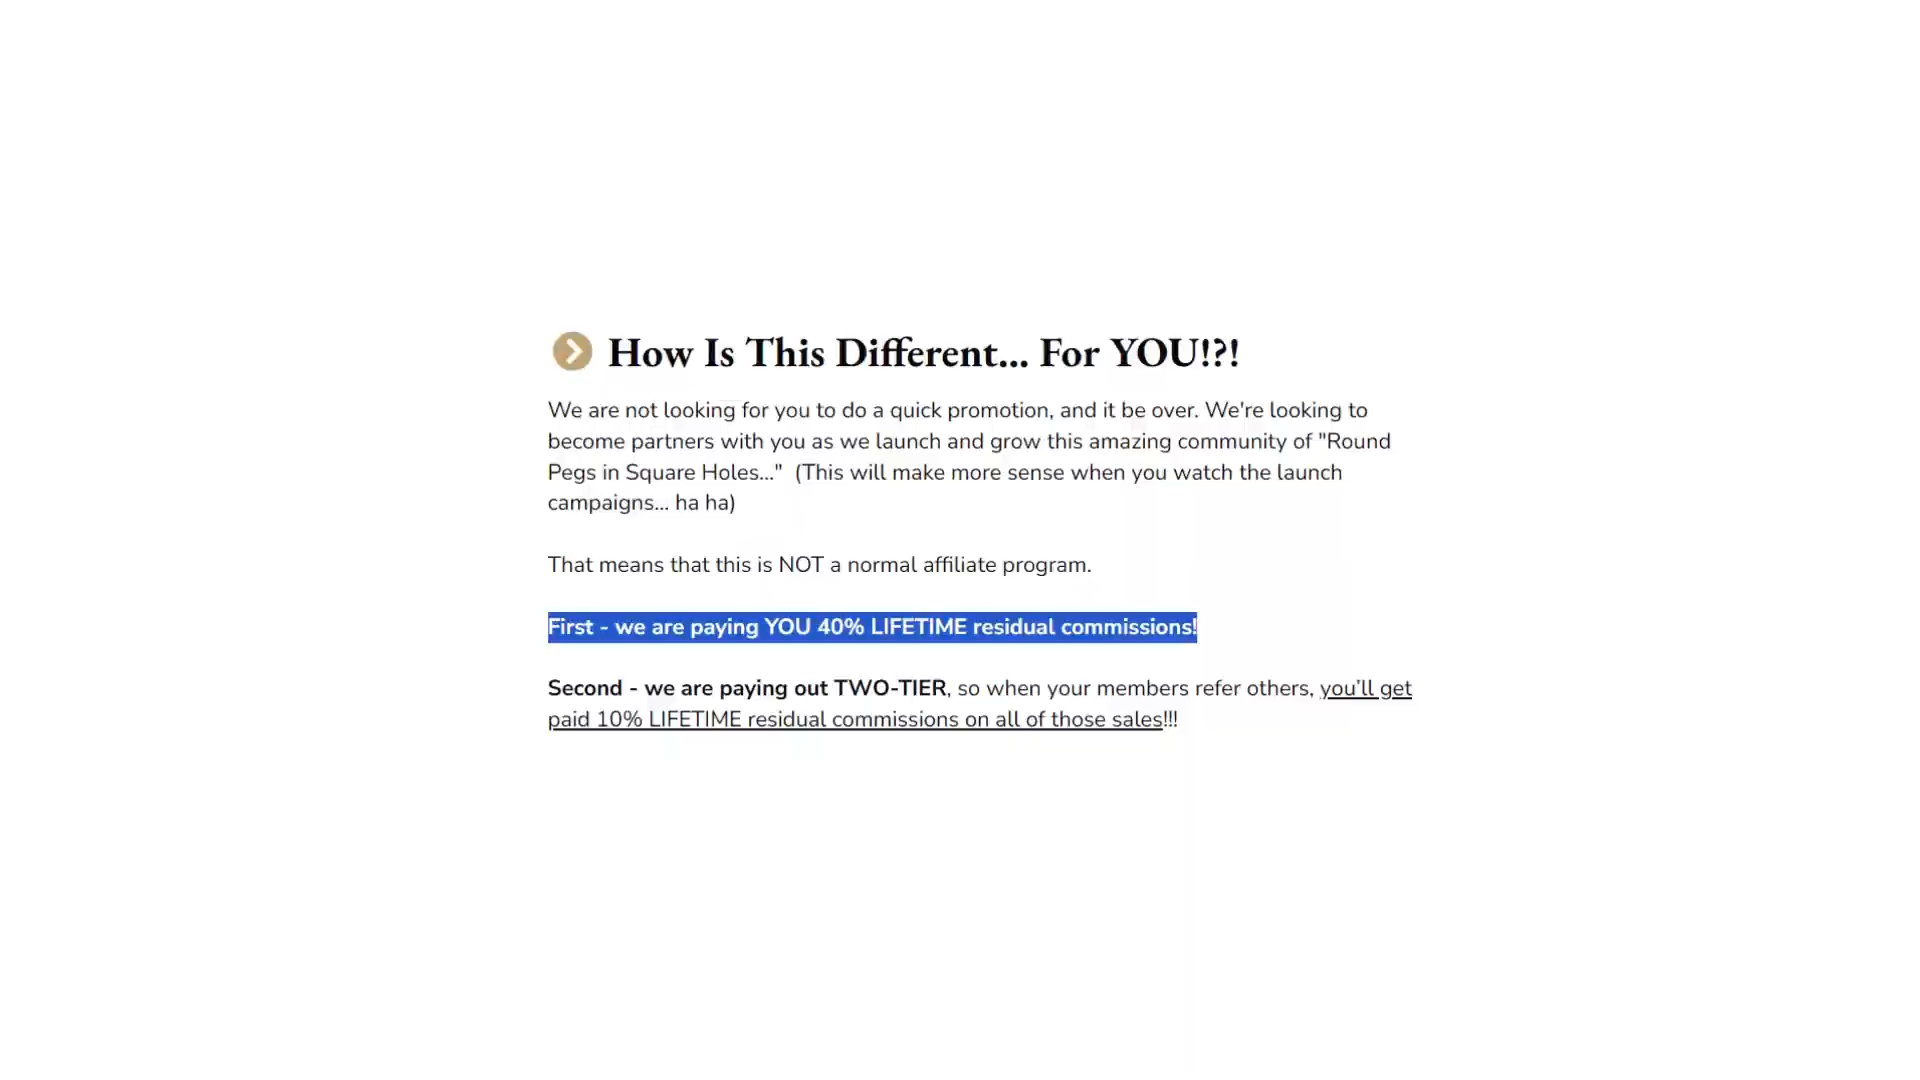 How Is This Different... For YOU!?!
We are not looking for you to do a quick promotion, and it be over. We're looking to
become partners with you as we launch and grow this amazing community of "Round
Pegs in Square Holes..."  (This will make more sense when you watch the launch
campaigns... ha ha)
That means that this is NOT a normal affiliate program.
First - we are paying YOU 40% LIFETIME residual commissions!
Second - we are paying out TWO-TIER, so when your members refer others, you'll get
paid 10% LIFETIME residual commissions on all of those sales!!!